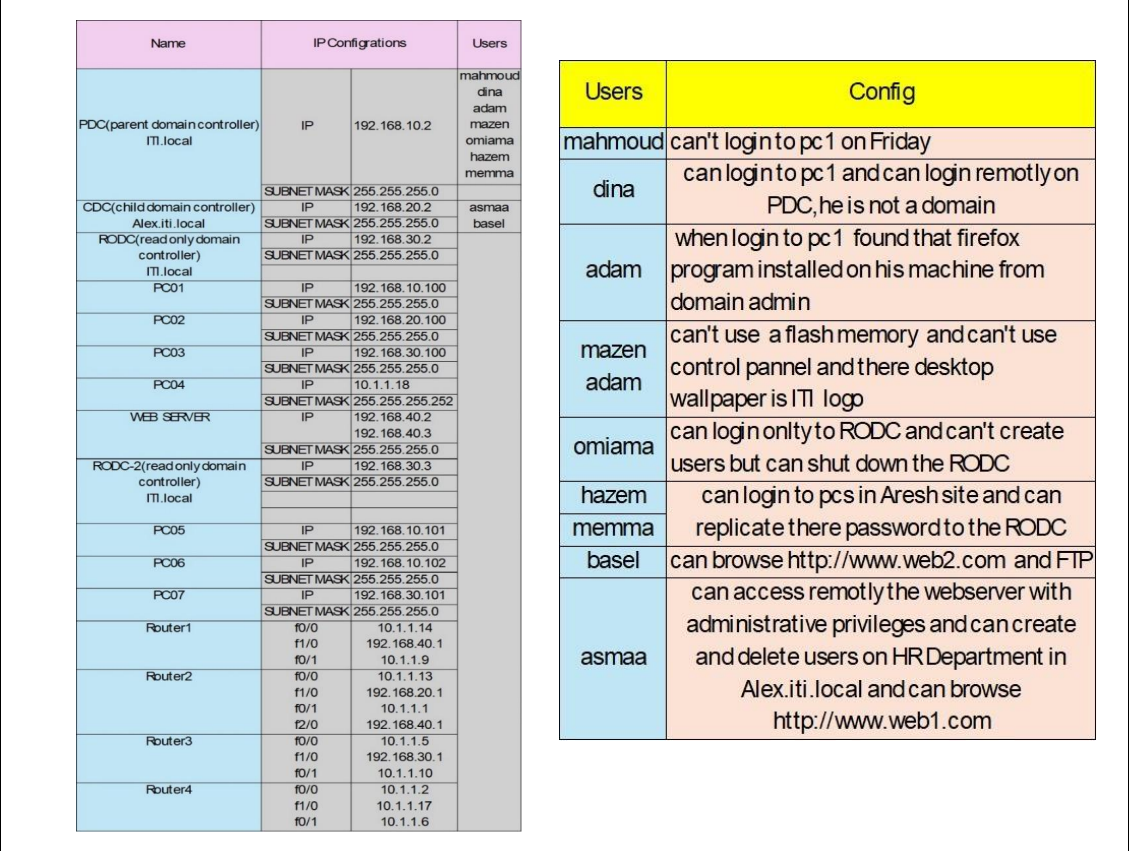 Name IP Configrations Users
PDC(parent domain controller)
ITI.local
IP 192.168.10.2
mahmoud
dina
adam
mazen
omiama
hazem
memma
SUBNET MASK 255.255.255.0
CDC(child domain controller)
Alex.iti.local
IP 192.168.20.2
SUBNET MASK 255.255.255.0
asmaa
basel
RODC(read only domain
controller)
ITI.local
IP 192.168.30.2
SUBNET MASK 255.255.255.0
PC01 IP 192.168.10.100
SUBNET MASK 255.255.255.0
PC02 IP 192.168.20.100
SUBNET MASK 255.255.255.0
PC03 IP 192.168.30.100
SUBNET MASK 255.255.255.0
PC04 IP 10.1.1.18
SUBNET MASK 255.255.255.252
WEB SERVER IP 192.168.40.2
192.168.40.3
SUBNET MASK 255.255.255.0
RODC-2(read only domain
controller)
ITI.local
IP 192.168.30.3
SUBNET MASK 255.255.255.0
PC05 IP 192.168.10.101
SUBNET MASK 255.255.255.0
PC06 IP 192.168.10.102
SUBNET MASK 255.255.255.0
PC07 IP 192.168.30.101
SUBNET MASK 255.255.255.0
Router1 f0/0 10.1.1.14
f1/0 192.168.40.1
f0/1 10.1.1.9
Router2 f0/0 10.1.1.13
f1/0 192.168.20.1
f0/1 10.1.1.1
f2/0 192.168.40.1
Router3 f0/0 10.1.1.5
f1/0 192.168.30.1
f0/1 10.1.1.10
Router4 f0/0 10.1.1.2
f1/0 10.1.1.17
f0/1 10.1.1.6
Users Config
mahmoud can't login to pc1 on Friday
dina
can login to pc1 and can login remotly on
PDC, he is not a domain
adam
when login to pc1 found that firefox
program installed on his machine from
domain admin
mazen
adam
can't use a flash memory and can't use
control pannel and there desktop
wallpaper is ITI logo
omiama
can login onlty to RODC and can't create
users but can shut down the RODC
hazem
memma
can login to pcs in Aresh site and can
replicate there password to the RODC
basel can browse http://www.web2.com and FTP
asmaa
can access remotly the webserver with
administrative privileges and can create
and delete users on HR Department in
Alex.iti.local and can browse
http://www.web1.com